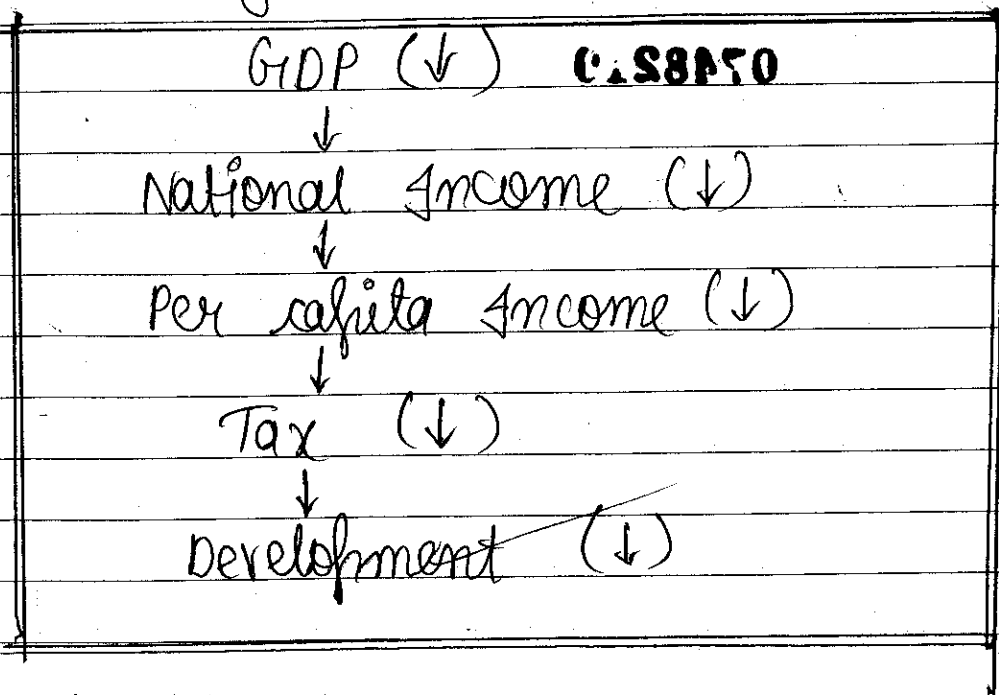 GDP (↓)
↓
National Income (↓)
↓
Per capita Income (↓)
↓
Tax (↓)
↓
Development (↓)